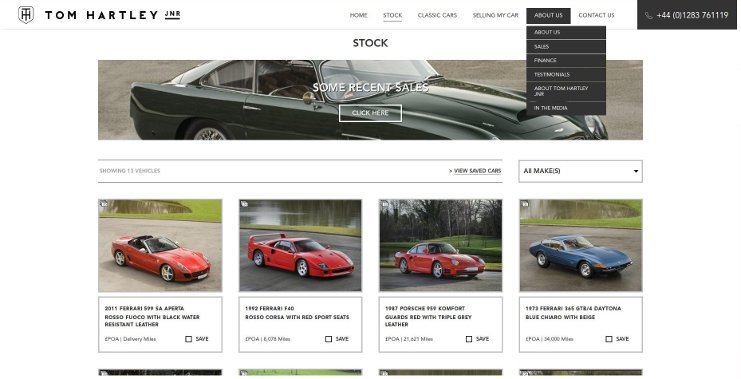 TOM HARTLEY JNR
HOME STOCK CLASSIC CARS SELLING MY CAR ABOUT US CONTACT US
+44 (0)1283 761119
ABOUT US
SALES
FINANCE
TESTIMONIALS
ABOUT TOM HARTLEY
JNR
IN THE MEDIA
STOCK
SOME RECENT SALES
CLICK HERE
SHOWING 13 VEHICLES
> VIEW SAVED CARS
All MAKE(S)
2011 FERRARI 599 SA APERTA
ROSSO FUOCO WITH BLACK WATER
RESISTANT LEATHER
£POA | Delivery Miles
SAVE
1992 FERRARI F40
ROSSO CORSA WITH RED SPORT SEATS
£POA | 6,078 Miles
SAVE
1987 PORSCHE 959 KOMFORT
GUARDS RED WITH TRIPLE GREY
LEATHER
£POA | 21,621 Miles
SAVE
1973 FERRARI 365 GTB/4 DAYTONA
BLUE CHIARO WITH BEIGE
£POA | 34,000 Miles
SAVE